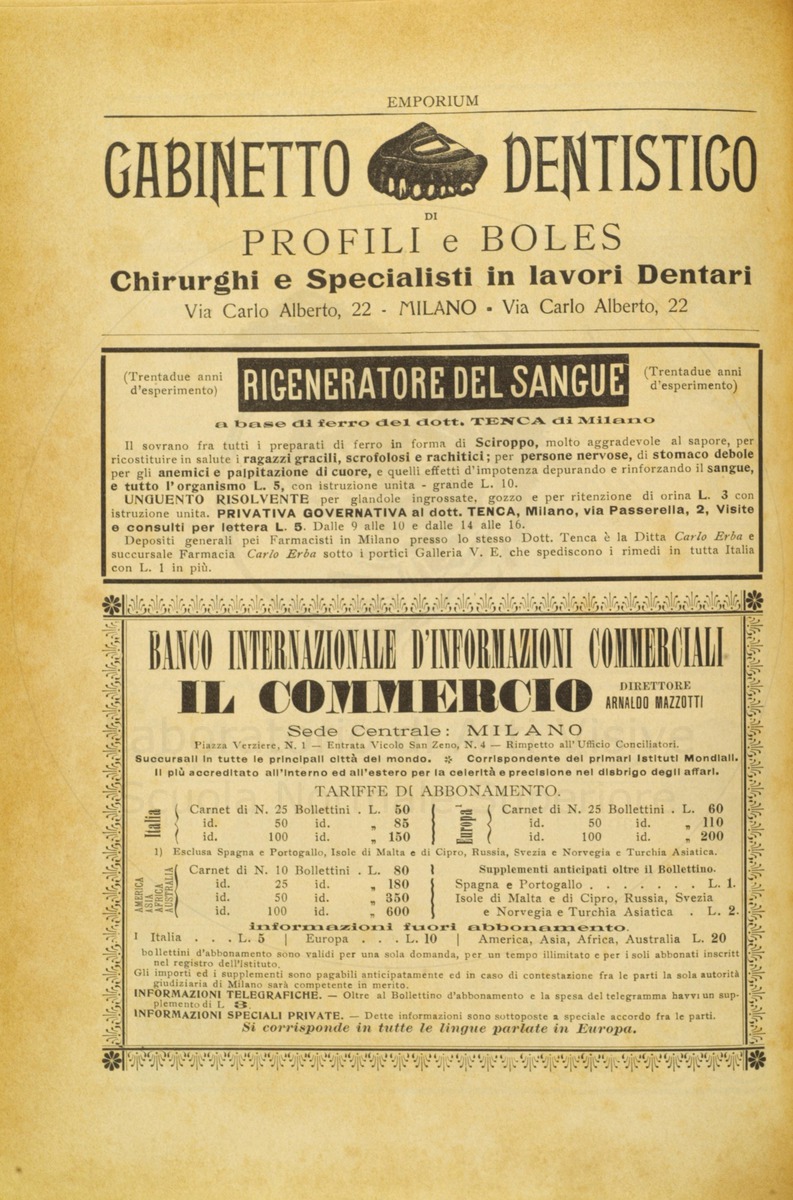 EMPORIUM
GABINETTO DENTISTICO
DI
PROFILI e BOLES
Chirurghi e Specialisti in lavori Dentari
Via Carlo Alberto, 22 - MILANO - Via Carlo Alberto, 22
(Trentadue anni d'esperimento) RIGENERATORE DEL SANGUE (Trentadue anni d'esperimento)
a base di ferro del dott. TENCA di Milano
Il sovrano fra tutti i preparati di ferro in forma di Sciroppo, molto aggradevole al sapore, per
ricostituire in salute i ragazzi gracili, scrofolosi e rachitici; per persone nervose, di stomaco debole
per gli anemici e palpitazione di cuore, e quelli effetti d'impotenza depurando e rinforzando il sangue,
e tutto l'organismo L. 5, con istruzione unita - grande L. 10.
UNGUENTO RISOLVENTE per glandole ingrossate, gozzo e per ritenzione di orina L. 3 con
istruzione unita. PRIVATIVA GOVERNATIVA al dott. TENCA, Milano, via Passerella, 2, Visite
e consulti per lettera L. 5. Dalle 9 alle 10 e dalle 14 alle 16.
Depositi generali pei Farmacisti in Milano presso lo stesso Dott. Tenca è la Ditta Carlo Erba e
succursale Farmacia Carlo Erba sotto i portici Galleria V. E. che spediscono i rimedi in tutta Italia
con L. 1 in più.
BANCO INTERNAZIONALE D'INFORMAZIONI COMMERCIALI
IL COMMERCIO DIRETTORE ARNALDO MAZZOTTI
Sede Centrale: MILANO
Piazza Verziere, N. 1 — Entrata Vicolo San Zeno, N. 4 — Rimpetto all'Ufficio Conciliatori.
Succursali in tutte le principali città del mondo. Corrispondente dei primari Istituti Mondiali.
Il più accreditato all'interno ed all'estero per la celerità e precisione nel disbrigo degli affari.
TARIFFE DI ABBONAMENTO.
Italia
Carnet di N. 25 Bollettini . L. 50
id. 50 id. „ 85
id. 100 id. „ 150
Europa¹
Carnet di N. 25 Bollettini . L. 60
id. 50 id. „ 110
id. 100 id. „ 200
1) Esclusa Spagna e Portogallo, Isole di Malta e di Cipro, Russia, Svezia e Norvegia e Turchia Asiatica.
AMERICA
ASIA
AFRICA
AUSTRALIA
Carnet di N. 10 Bollettini . L. 80
id. 25 id. „ 180
id. 50 id. „ 350
id. 100 id. „ 600
Supplementi anticipati oltre il Bollettino.
Spagna e Portogallo . . . . . . . L. 1.
Isole di Malta e di Cipro, Russia, Svezia
e Norvegia e Turchia Asiatica . L. 2.
informazioni fuori abbonamento.
Italia . . . L. 5 | Europa . . . L. 10 | America, Asia, Africa, Australia L. 20
I bollettini d'abbonamento sono validi per una sola domanda, per un tempo illimitato e per i soli abbonati inscritti
nel registro dell'istituto.
Gli importi ed i supplementi sono pagabili anticipatamente ed in caso di contestazione fra le parti la sola autorità
giudiziaria di Milano sarà competente in merito.
INFORMAZIONI TELEGRAFICHE. — Oltre al Bollettino d'abbonamento e la spesa del telegramma havvi un sup-
plemento di L. 3.
INFORMAZIONI SPECIALI PRIVATE. — Dette informazioni sono sottoposte a speciale accordo fra le parti.
Si corrisponde in tutte le lingue parlate in Europa.